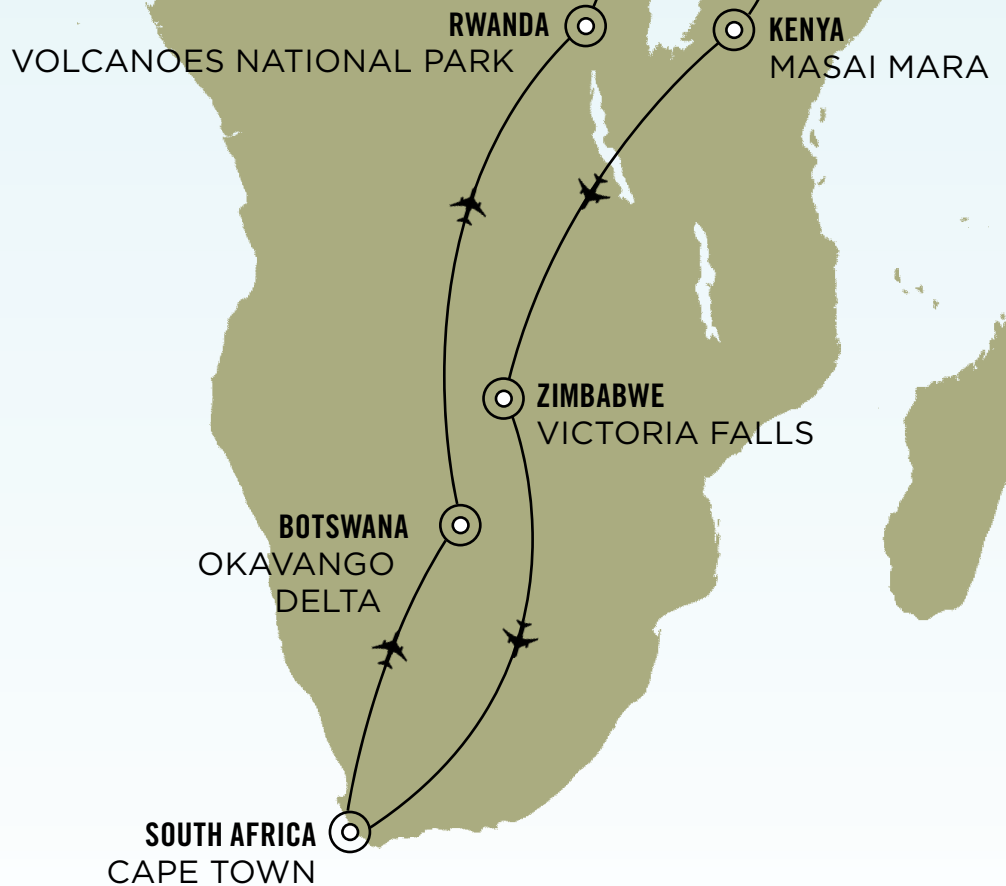 RWANDA
VOLCANOES NATIONAL PARK
KENYA
MASAI MARA
ZIMBABWE
VICTORIA FALLS
BOTSWANA
OKAVANGO
DELTA
SOUTH AFRICA
CAPE TOWN